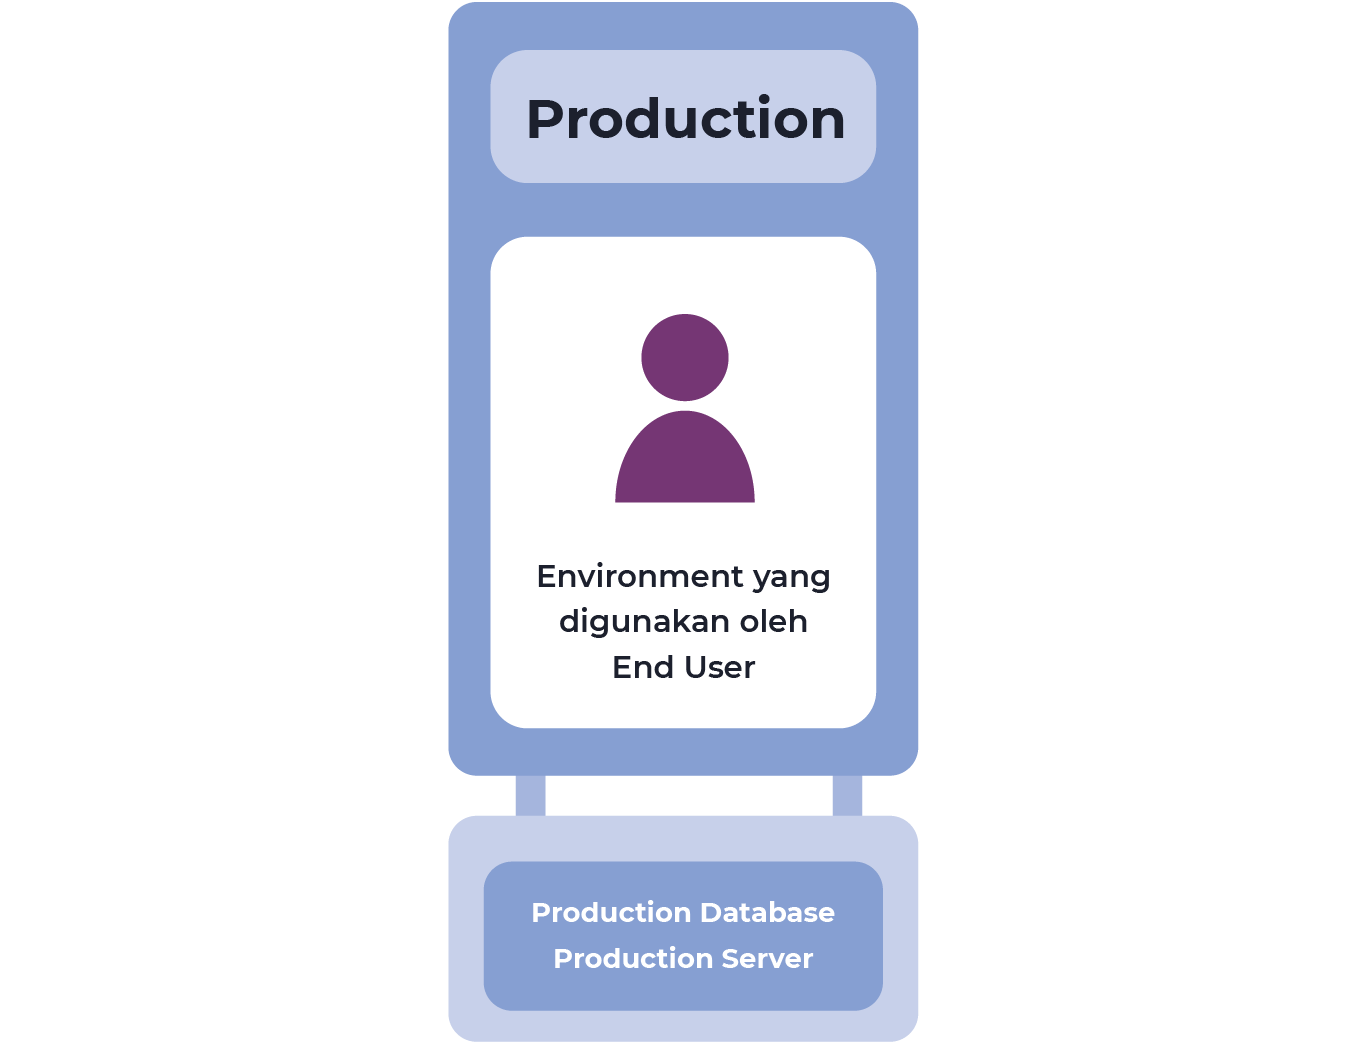 Production
Environment yang
digunakan oleh
End User
Production Database
Production Server